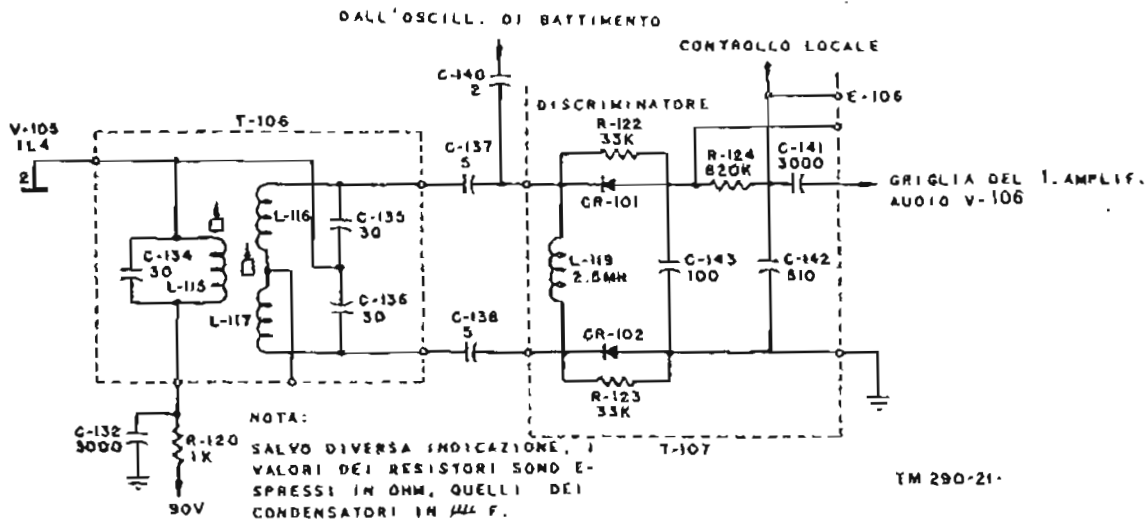 DALL'OSCILL. DI BATTIMENTO
CONTROLLO LOCALE
C-140
2
E-106
DISCRIMINATORE
V-105
1L4
2
T-106
R-122
33K
C-137
5
R-124
820K
C-141
3000
GRIGLIA DEL 1. AMPLIF.
AUDIO V-106
CR-101
L-116
C-135
30
C-134
30
L-115
L-119
2.5MH
C-143
100
C-142
510
C-136
30
L-117
C-138
5
CR-102
R-123
33K
T-107
C-132
3000
R-120
1K
90V
NOTA:
SALVO DIVERSA INDICAZIONE, I
VALORI DEI RESISTORI SONO E-
SPRESSI IN OHM, QUELLI DEI
CONDENSATORI IN µµ F.
TM 290-21-